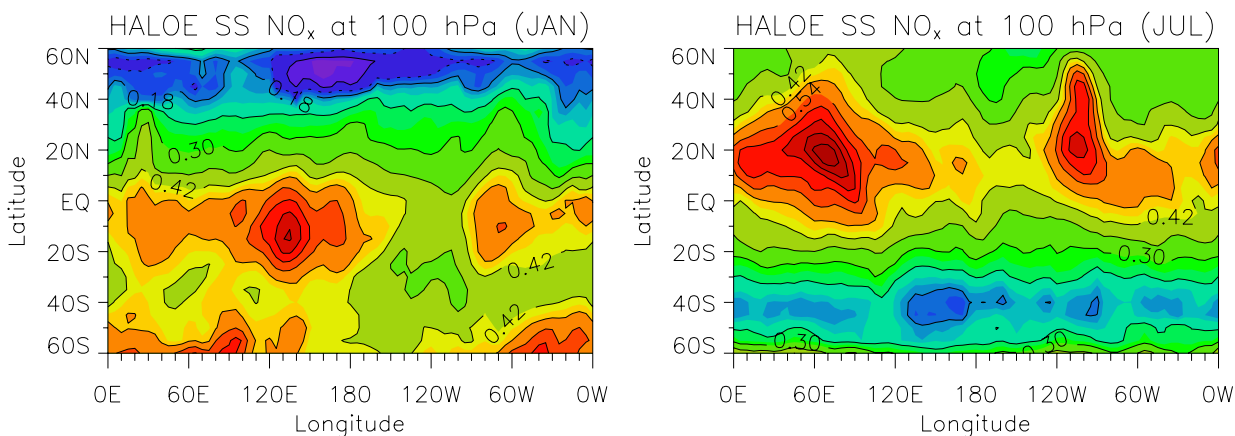 HALOE SS NOx at 100 hPa (JAN)
60N
40N
20N
EQ
20S
40S
60S
Latitude
0.18
0.18
0.30
0.42
0.42
0.42
0E 60E 120E 180 120W 60W 0W
Longitude
HALOE SS NOx at 100 hPa (JUL)
60N
40N
20N
EQ
20S
40S
60S
Latitude
0.42
0.54
0.42
0.30
0.30
0.30
0E 60E 120E 180 120W 60W 0W
Longitude